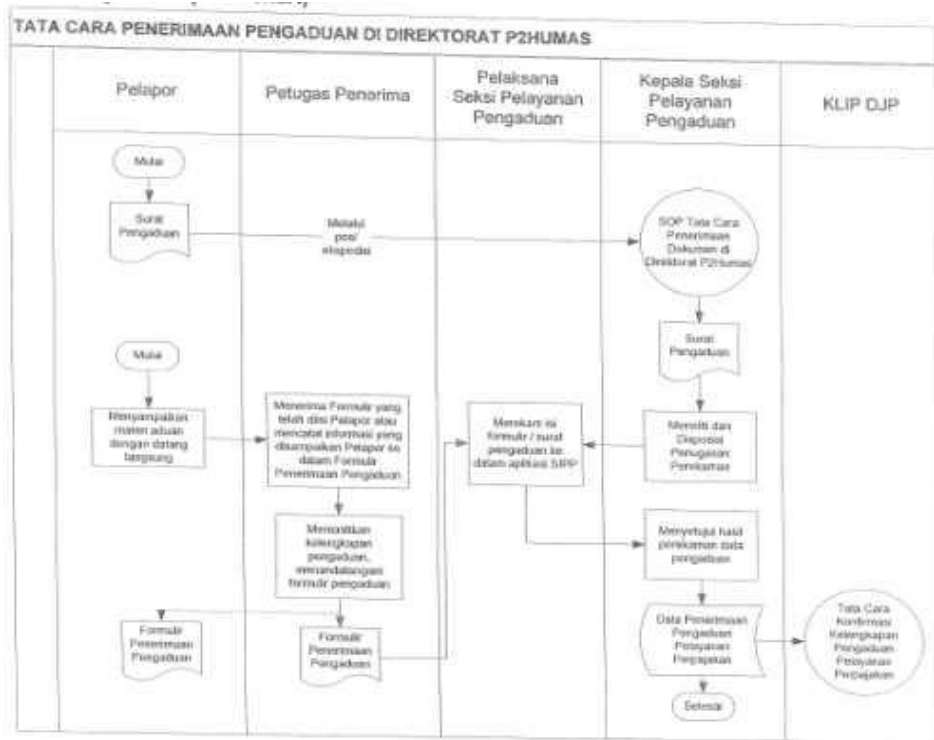 TATA CARA PENERIMAAN PENGADUAN DI DIREKTORAT P2HUMAS
Pelapor
Petugas Penerima
Pelaksana
Seksi Pelayanan
Pengaduan
Kepala Seksi
Pelayanan
Pengaduan
KLIP DJP
Mulai
Surat
Pengaduan
Melalui
pos/
ekspedisi
SOP Tata Cara
Penerimaan
Dokumen di
Direktorat P2Humas
Surat
Pengaduan
Mulai
Menyampaikan
materi aduan
dengan datang
langsung
Menerima Formulir yang
telah diisi Pelapor atau
mencatat informasi yang
disampaikan Pelapor ke
dalam Formulir
Penerimaan Pengaduan
Merekam isi
formulir / surat
pengaduan ke
dalam aplikasi SIPP
Meneliti dan
Disposisi
Penugasan
Perekaman
Memastikan
kelengkapan
pengaduan,
menandatangani
formulir pengaduan
Menyetujui hasil
perekaman data
pengaduan
Formulir
Penerimaan
Pengaduan
Formulir
Penerimaan
Pengaduan
Data Penerimaan
Pengaduan
Pelayanan
Perpajakan
Tata Cara
Konfirmasi
Kelengkapan
Pengaduan
Pelayanan
Perpajakan
Selesai